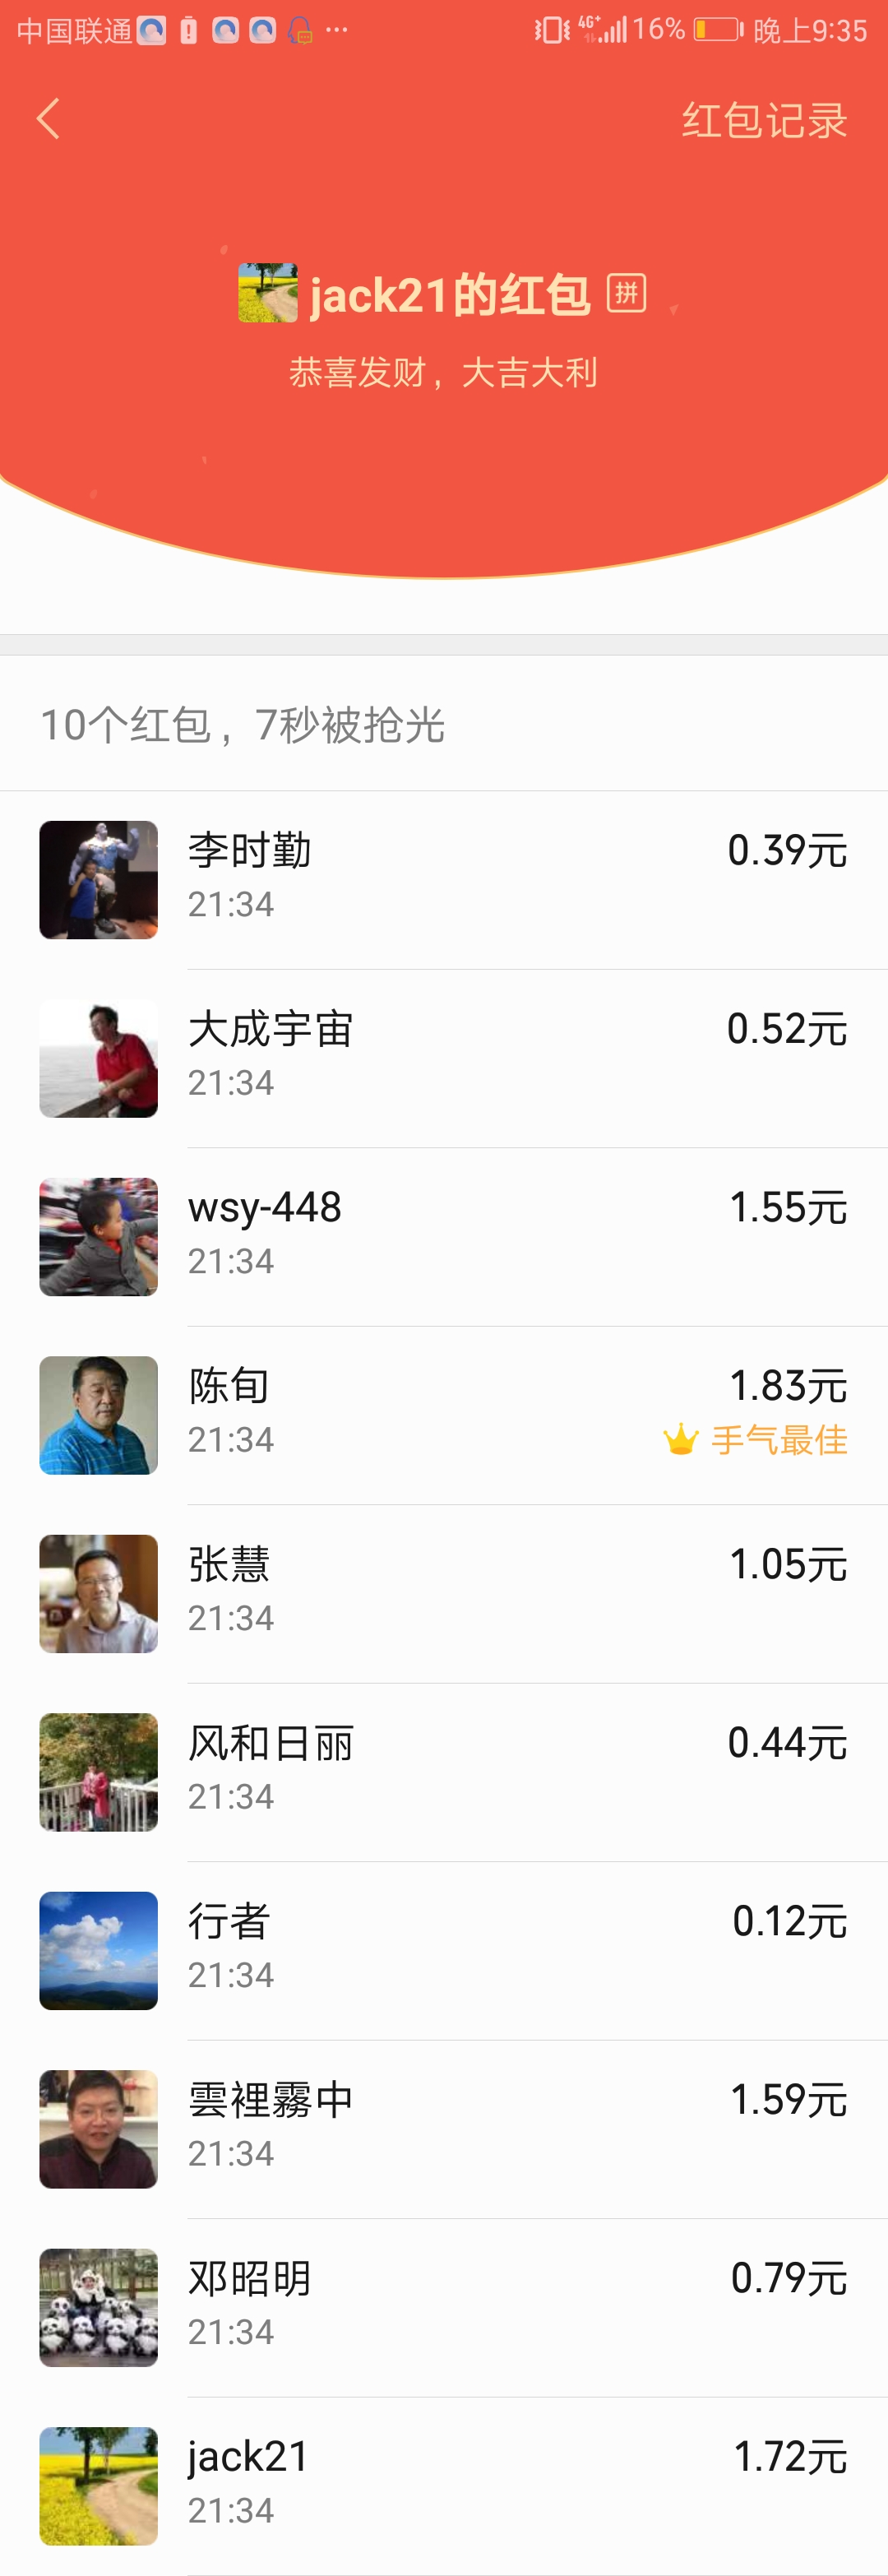 中国联通 ··· 4G+ 16% 晚上9:35
红包记录
jack21的红包 拼
恭喜发财，大吉大利
10个红包，7秒被抢光
李时勤 0.39元
21:34
大成宇宙 0.52元
21:34
wsy-448 1.55元
21:34
陈旬 1.83元
21:34 手气最佳
张慧 1.05元
21:34
风和日丽 0.44元
21:34
行者 0.12元
21:34
雲裡霧中 1.59元
21:34
邓昭明 0.79元
21:34
jack21 1.72元
21:34